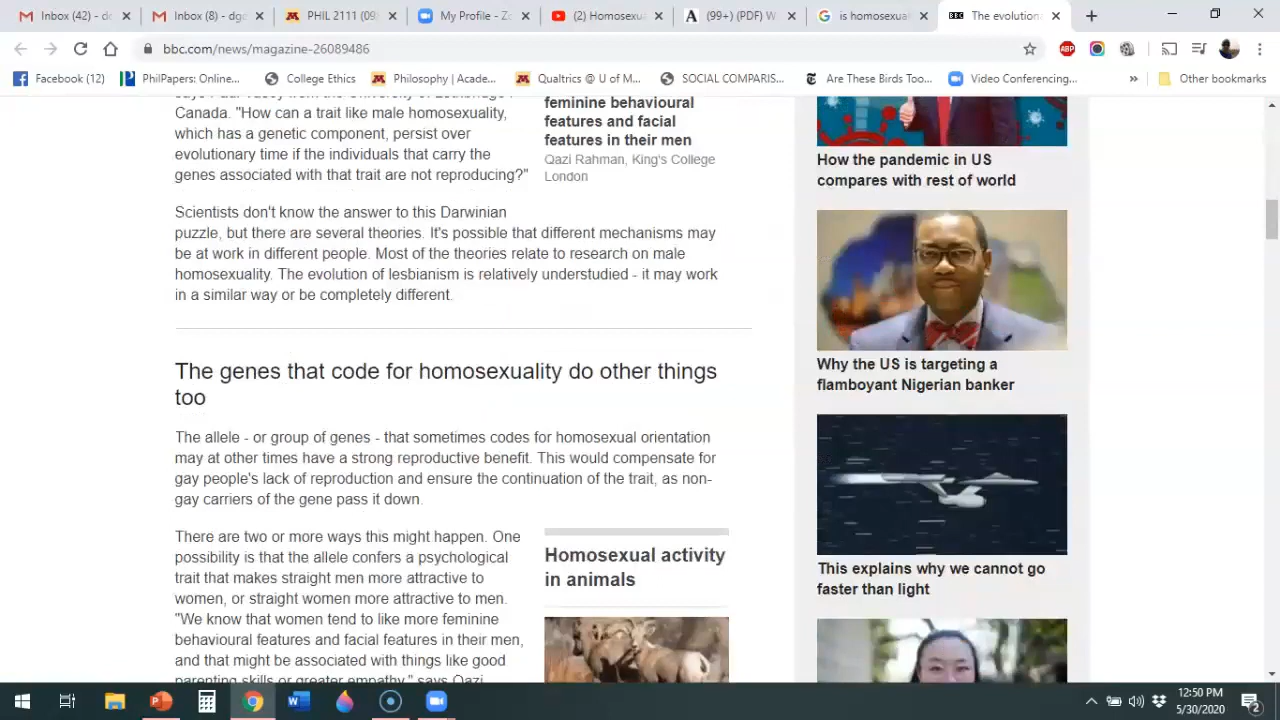 Inbox (42) - dc
Inbox (8) - dg
PHIL 2111 (09
My Profile - Zo
(2) Homosexu
(99+) (PDF) W
is homosexua
The evolution
bbc.com/news/magazine-26089486
Facebook (12)
PhilPapers: Online...
College Ethics
Philosophy | Acade...
Qualtrics @ U of M...
SOCIAL COMPARIS...
Are These Birds Too...
Video Conferencing...
Other bookmarks
Canada. "How can a trait like male homosexuality,
which has a genetic component, persist over
evolutionary time if the individuals that carry the
genes associated with that trait are not reproducing?"
feminine behavioural
features and facial
features in their men
Qazi Rahman, King's College
London
Scientists don't know the answer to this Darwinian
puzzle, but there are several theories. It's possible that different mechanisms may
be at work in different people. Most of the theories relate to research on male
homosexuality. The evolution of lesbianism is relatively understudied - it may work
in a similar way or be completely different.
The genes that code for homosexuality do other things
too
The allele - or group of genes - that sometimes codes for homosexual orientation
may at other times have a strong reproductive benefit. This would compensate for
gay people's lack of reproduction and ensure the continuation of the trait, as non-
gay carriers of the gene pass it down.
There are two or more ways this might happen. One
possibility is that the allele confers a psychological
trait that makes straight men more attractive to
women, or straight women more attractive to men.
"We know that women tend to like more feminine
behavioural features and facial features in their men,
and that might be associated with things like good
parenting skills or greater empathy," says Qazi
Homosexual activity
in animals
How the pandemic in US
compares with rest of world
Why the US is targeting a
flamboyant Nigerian banker
This explains why we cannot go
faster than light
12:50 PM
5/30/2020